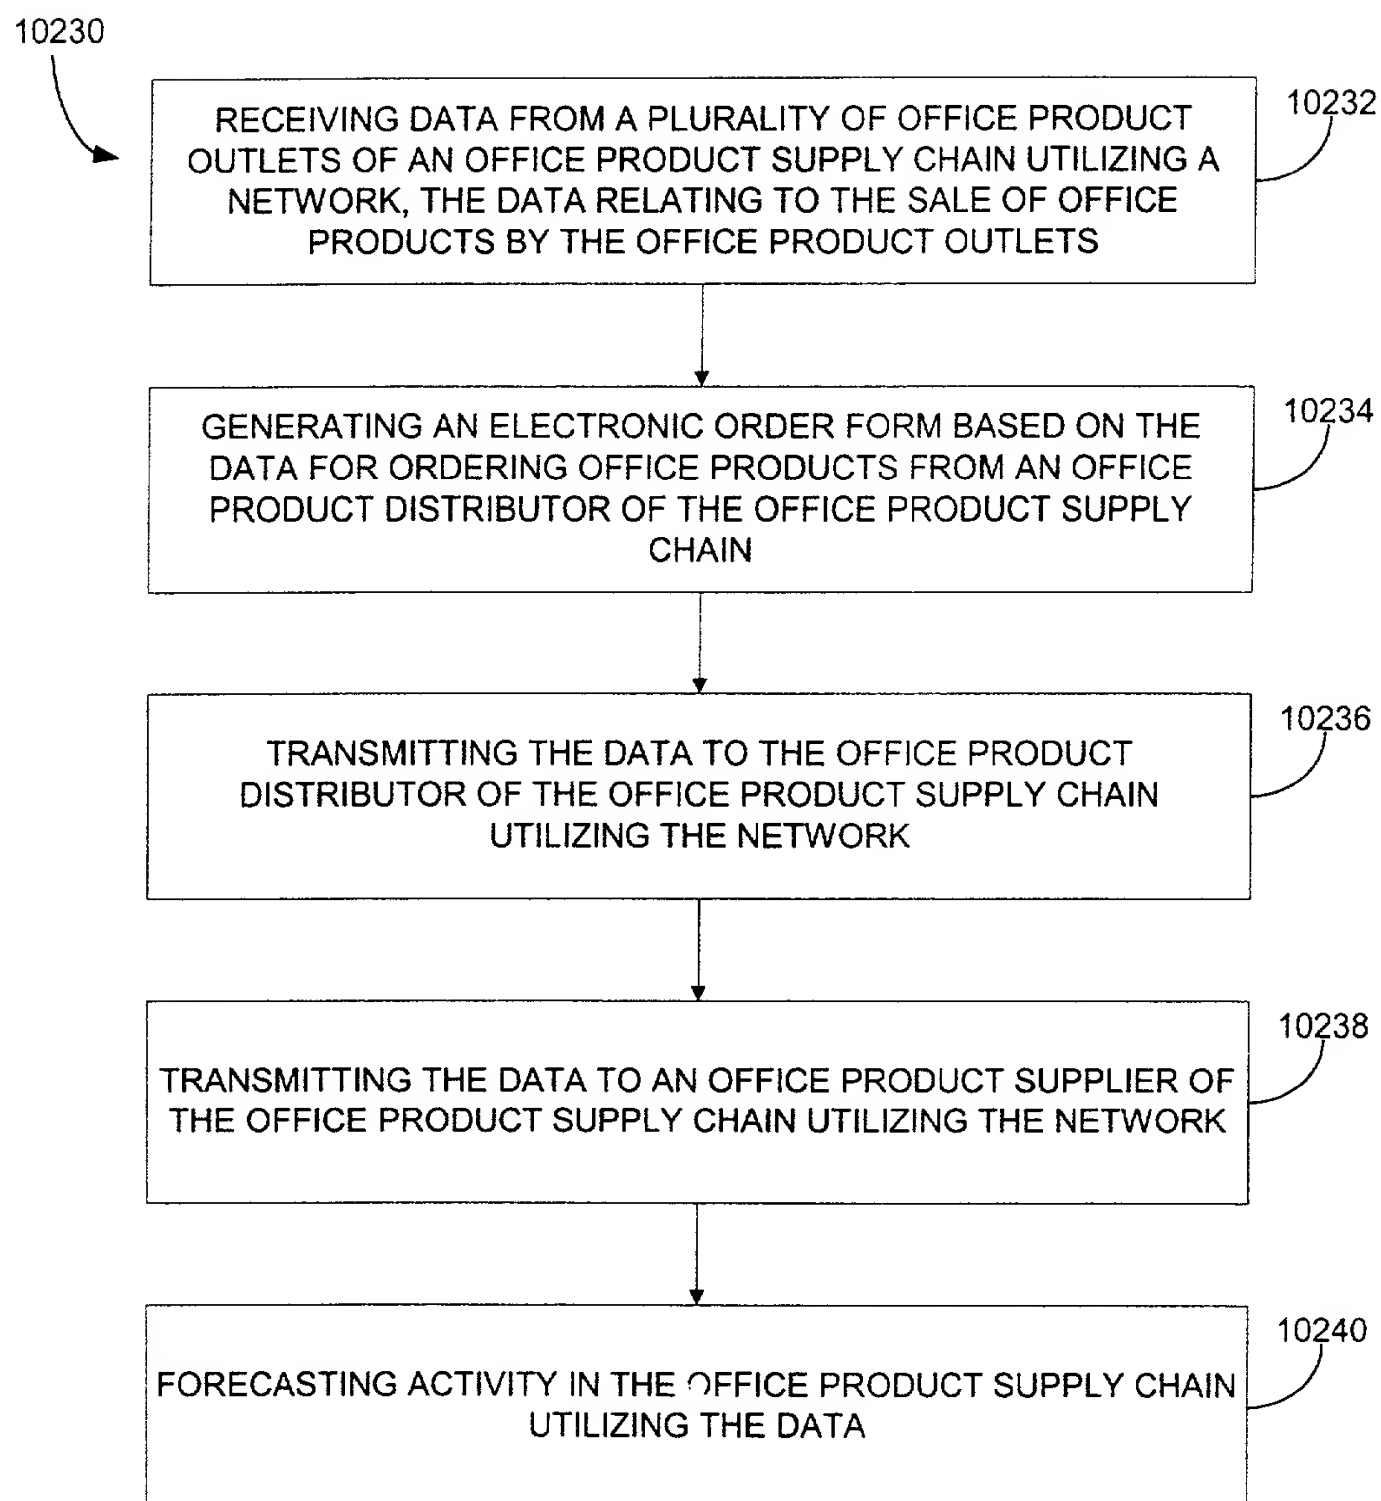 10230
10232
RECEIVING DATA FROM A PLURALITY OF OFFICE PRODUCT
OUTLETS OF AN OFFICE PRODUCT SUPPLY CHAIN UTILIZING A
NETWORK, THE DATA RELATING TO THE SALE OF OFFICE
PRODUCTS BY THE OFFICE PRODUCT OUTLETS
10234
GENERATING AN ELECTRONIC ORDER FORM BASED ON THE
DATA FOR ORDERING OFFICE PRODUCTS FROM AN OFFICE
PRODUCT DISTRIBUTOR OF THE OFFICE PRODUCT SUPPLY
CHAIN
10236
TRANSMITTING THE DATA TO THE OFFICE PRODUCT
DISTRIBUTOR OF THE OFFICE PRODUCT SUPPLY CHAIN
UTILIZING THE NETWORK
10238
TRANSMITTING THE DATA TO AN OFFICE PRODUCT SUPPLIER OF
THE OFFICE PRODUCT SUPPLY CHAIN UTILIZING THE NETWORK
10240
FORECASTING ACTIVITY IN THE OFFICE PRODUCT SUPPLY CHAIN
UTILIZING THE DATA